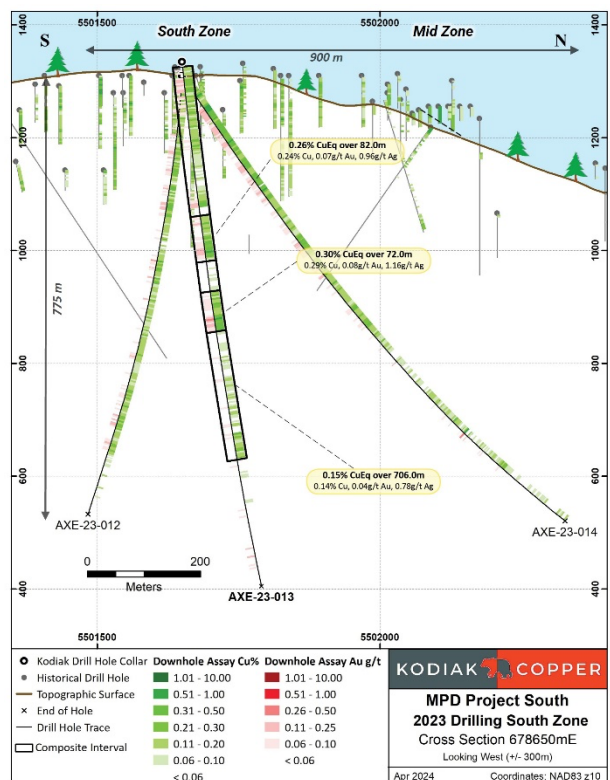 1400
5501500
South Zone
5502000
Mid Zone
1400
S
900 m
N
1200
1200
0.26% CuEq over 82.0m
0.24% Cu, 0.07g/t Au, 0.96g/t Ag
1000
1000
0.30% CuEq over 72.0m
0.29% Cu, 0.08g/t Au, 1.16g/t Ag
775 m
800
800
600
600
0.15% CuEq over 706.0m
0.14% Cu, 0.04g/t Au, 0.78g/t Ag
AXE-23-012
AXE-23-014
0 200
Meters
AXE-23-013
400
400
5501500
5502000
Kodiak Drill Hole Collar
Historical Drill Hole
Topographic Surface
End of Hole
Drill Hole Trace
Composite Interval
Downhole Assay Cu%
1.01 - 10.00
0.51 - 1.00
0.31 - 0.50
0.21 - 0.30
0.11 - 0.20
0.06 - 0.10
< 0.06
Downhole Assay Au g/t
1.01 - 10.00
0.51 - 1.00
0.26 - 0.50
0.11 - 0.25
0.06 - 0.10
< 0.06
KODIAK COPPER
MPD Project South
2023 Drilling South Zone
Cross Section 678650mE
Looking West (+/- 300m)
Apr 2024 Coordinates: NAD83 z10